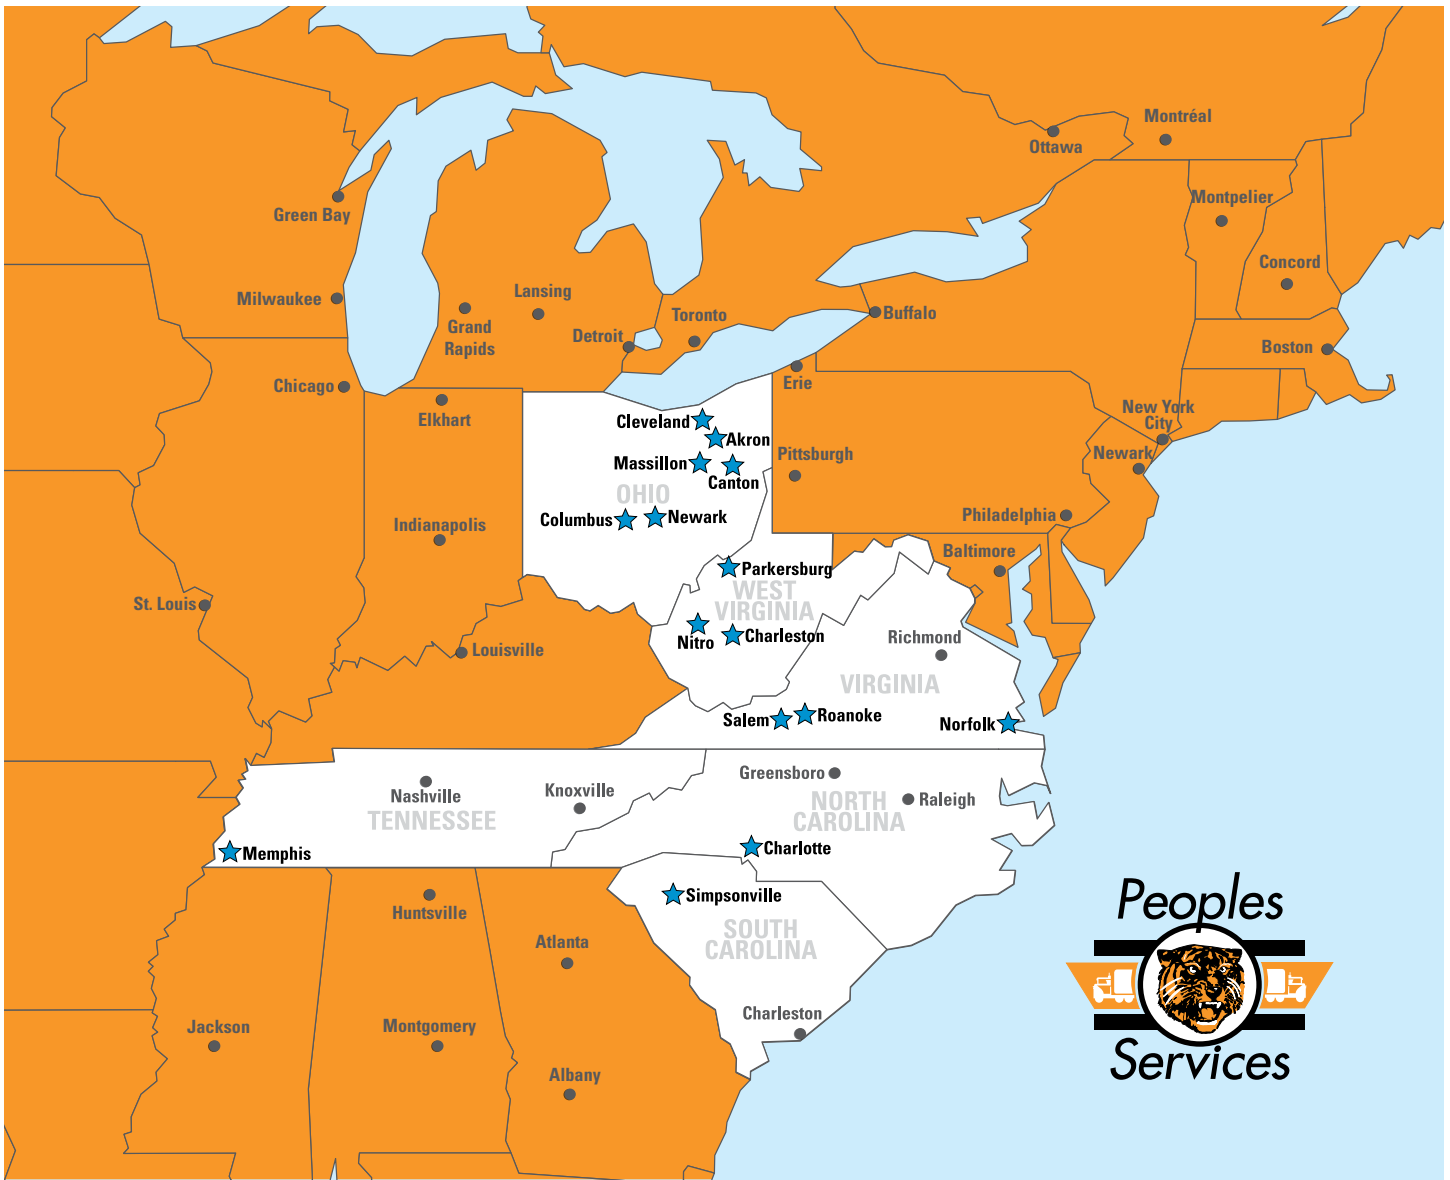 Montréal
Ottawa
Montpelier
Green Bay
Concord
Milwaukee
Lansing
Grand
Rapids
Toronto
Buffalo
Detroit
Boston
Chicago
Erie
Elkhart
New York
City
Cleveland
Akron
Massillon
Canton
Pittsburgh
Newark
OHIO
Columbus
Newark
Philadelphia
Indianapolis
Baltimore
Parkersburg
WEST
VIRGINIA
St. Louis
Nitro
Charleston
Richmond
Louisville
VIRGINIA
Salem
Roanoke
Norfolk
Greensboro
Nashville
Knoxville
Raleigh
TENNESSEE
NORTH
CAROLINA
Memphis
Charlotte
Simpsonville
Huntsville
SOUTH
CAROLINA
Atlanta
Charleston
Jackson
Montgomery
Albany
Peoples
Services